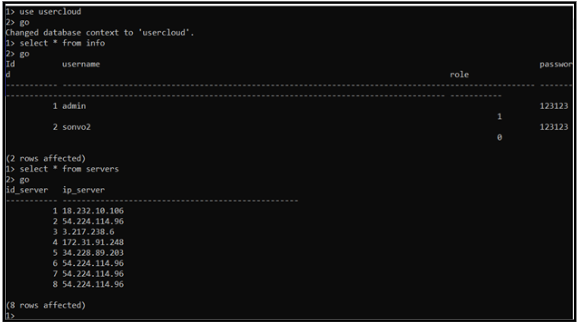 1> use usercloud
2> go
Changed database context to 'usercloud'.
1> select * from info
2> go
Id          username                                                                                             passwor
d                                                                                    role
----------- ---------------------------------------------------------------------------------------------------- -------
------------------------------------------------------------------------------------ -----------
          1 admin                                                                                                123123
                                                                                               1
          2 sonvo2                                                                                               123123
                                                                                               0

(2 rows affected)
1> select * from servers
2> go
id_server   ip_server
----------- --------------------------------------------------
          1 18.232.10.106
          2 54.224.114.96
          3 3.217.238.6
          4 172.31.91.248
          5 34.228.89.203
          6 54.224.114.96
          7 54.224.114.96
          8 54.224.114.96

(8 rows affected)
1>